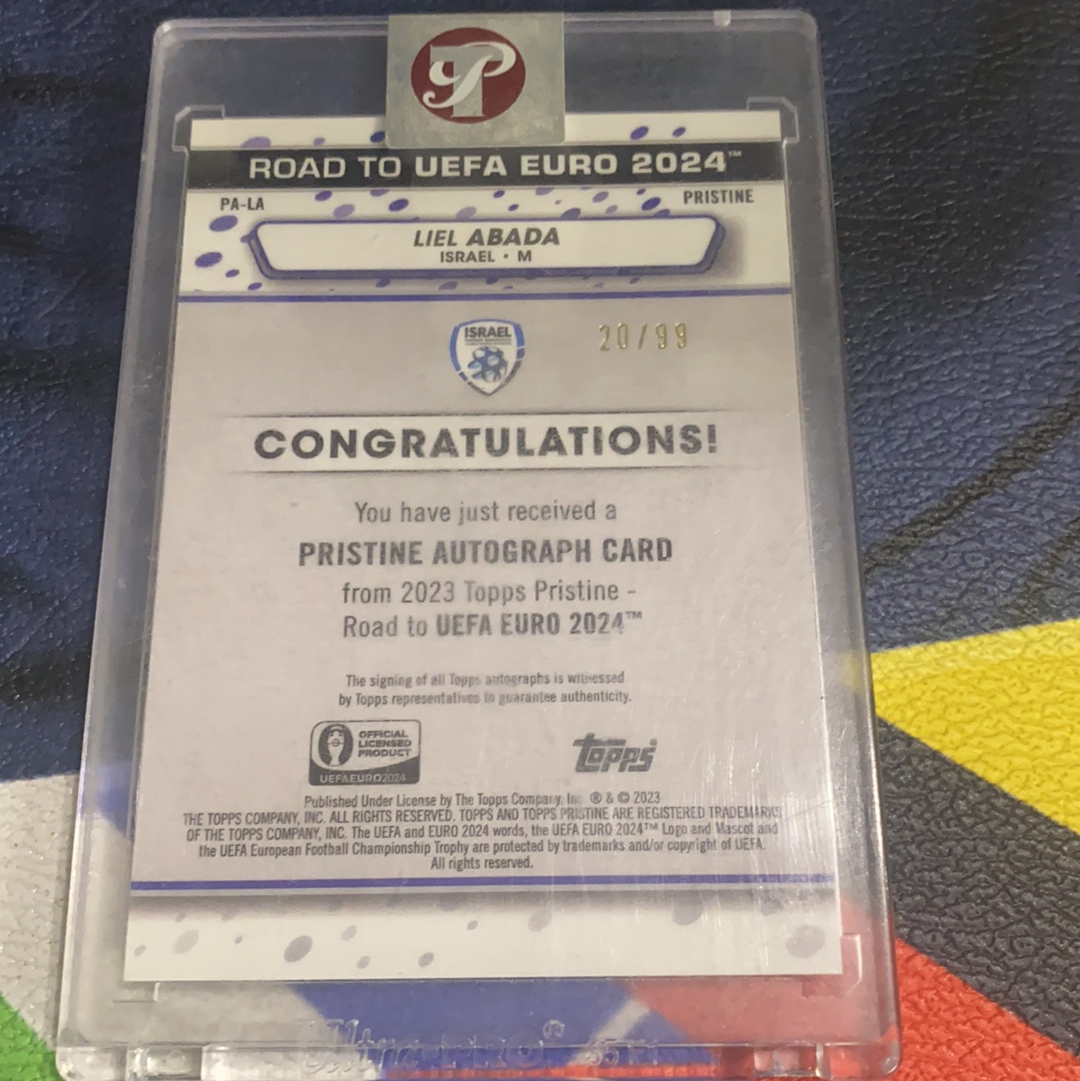 ROAD TO UEFA EURO 2024™
PA-LA
PRISTINE
LIEL ABADA
ISRAEL • M
ISRAEL
20/99
CONGRATULATIONS!
You have just received a
PRISTINE AUTOGRAPH CARD
from 2023 Topps Pristine -
Road to UEFA EURO 2024™
The signing of all Topps autographs is witnessed
by Topps representatives to guarantee authenticity.
OFFICIAL
LICENSED
PRODUCT
UEFA EURO2024
topps
Published Under License by The Topps Company, Inc. ® & © 2023
THE TOPPS COMPANY, INC. ALL RIGHTS RESERVED. TOPPS AND TOPPS PRISTINE ARE REGISTERED TRADEMARKS
OF THE TOPPS COMPANY, INC. The UEFA and EURO 2024 words, the UEFA EURO 2024™ Logo and Mascot and
the UEFA European Football Championship Trophy are protected by trademarks and/or copyright of UEFA.
All rights reserved.
Ultra PRO®